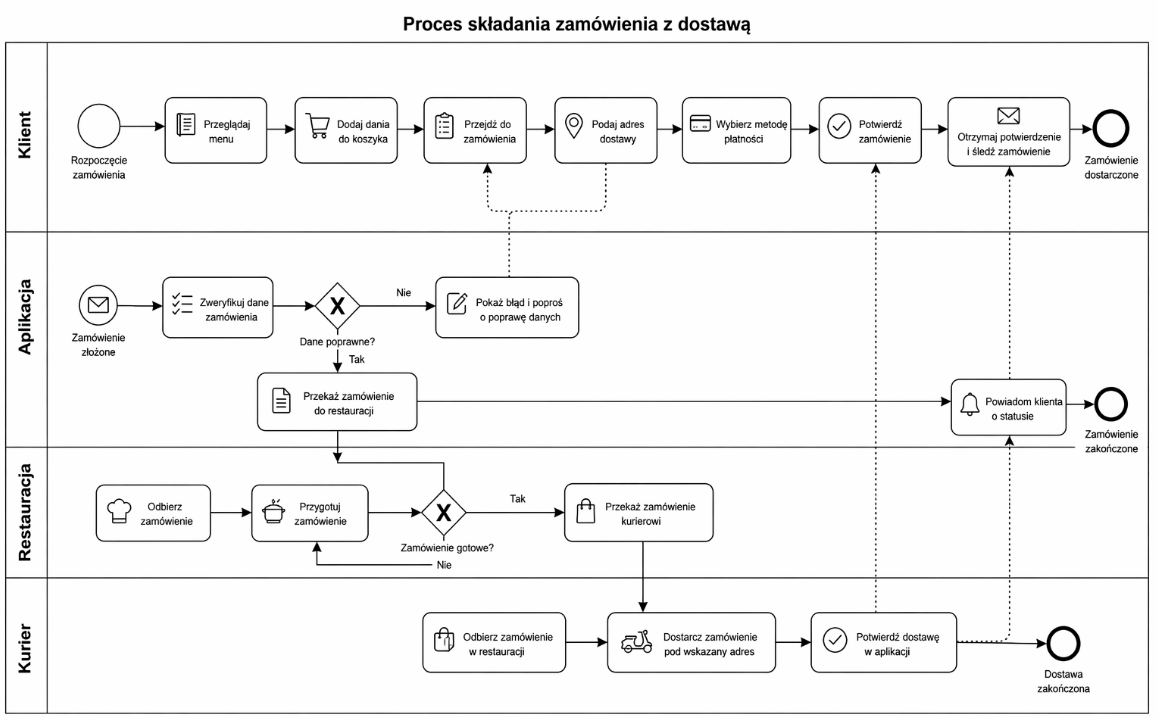 Proces składania zamówienia z dostawą
Klient
Rozpoczęcie
zamówienia
Przeglądaj
menu
Dodaj dania
do koszyka
Przejdź do
zamówienia
Podaj adres
dostawy
Wybierz metodę
płatności
Potwierdź
zamówienie
Otrzymaj potwierdzenie
i śledź zamówienie
Zamówienie
dostarczone
Aplikacja
Zamówienie
złożone
Zweryfikuj dane
zamówienia
X
Dane poprawne?
Nie
Tak
Pokaż błąd i poproś
o poprawę danych
Przekaż zamówienie
do restauracji
Powiadom klienta
o statusie
Zamówienie
zakończone
Restauracja
Odbierz
zamówienie
Przygotuj
zamówienie
X
Zamówienie gotowe?
Nie
Tak
Przekaż zamówienie
kurierowi
Kurier
Odbierz zamówienie
w restauracji
Dostarcz zamówienie
pod wskazany adres
Potwierdź dostawę
w aplikacji
Dostawa
zakończona